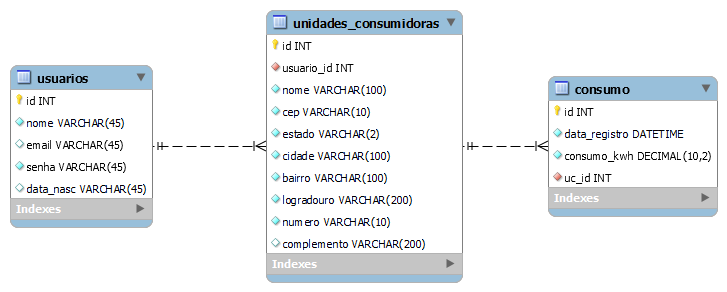 usuarios
id INT
nome VARCHAR(45)
email VARCHAR(45)
senha VARCHAR(45)
data_nasc VARCHAR(45)
Indexes
unidades_consumidoras
id INT
usuario_id INT
nome VARCHAR(100)
cep VARCHAR(10)
estado VARCHAR(2)
cidade VARCHAR(100)
bairro VARCHAR(100)
logradouro VARCHAR(200)
numero VARCHAR(10)
complemento VARCHAR(200)
Indexes
consumo
id INT
data_registro DATETIME
consumo_kwh DECIMAL(10,2)
uc_id INT
Indexes